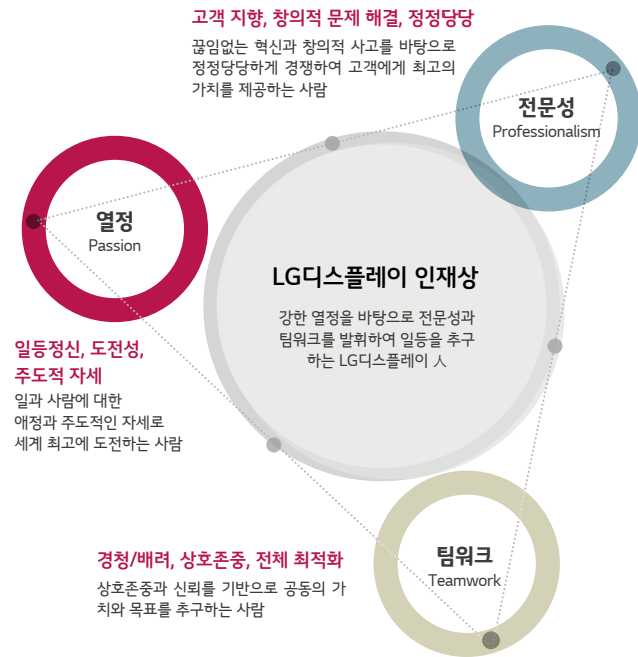 고객 지향, 창의적 문제 해결, 정정당당
끊임없는 혁신과 창의적 사고를 바탕으로
정정당당하게 경쟁하여 고객에게 최고의
가치를 제공하는 사람
전문성
Professionalism
열정
Passion
LG디스플레이 인재상
강한 열정을 바탕으로 전문성과
팀워크를 발휘하여 일등을 추구
하는 LG디스플레이 人
일등정신, 도전성,
주도적 자세
일과 사람에 대한
애정과 주도적인 자세로
세계 최고에 도전하는 사람
경청/배려, 상호존중, 전체 최적화
상호존중과 신뢰를 기반으로 공동의 가
치와 목표를 추구하는 사람
팀워크
Teamwork